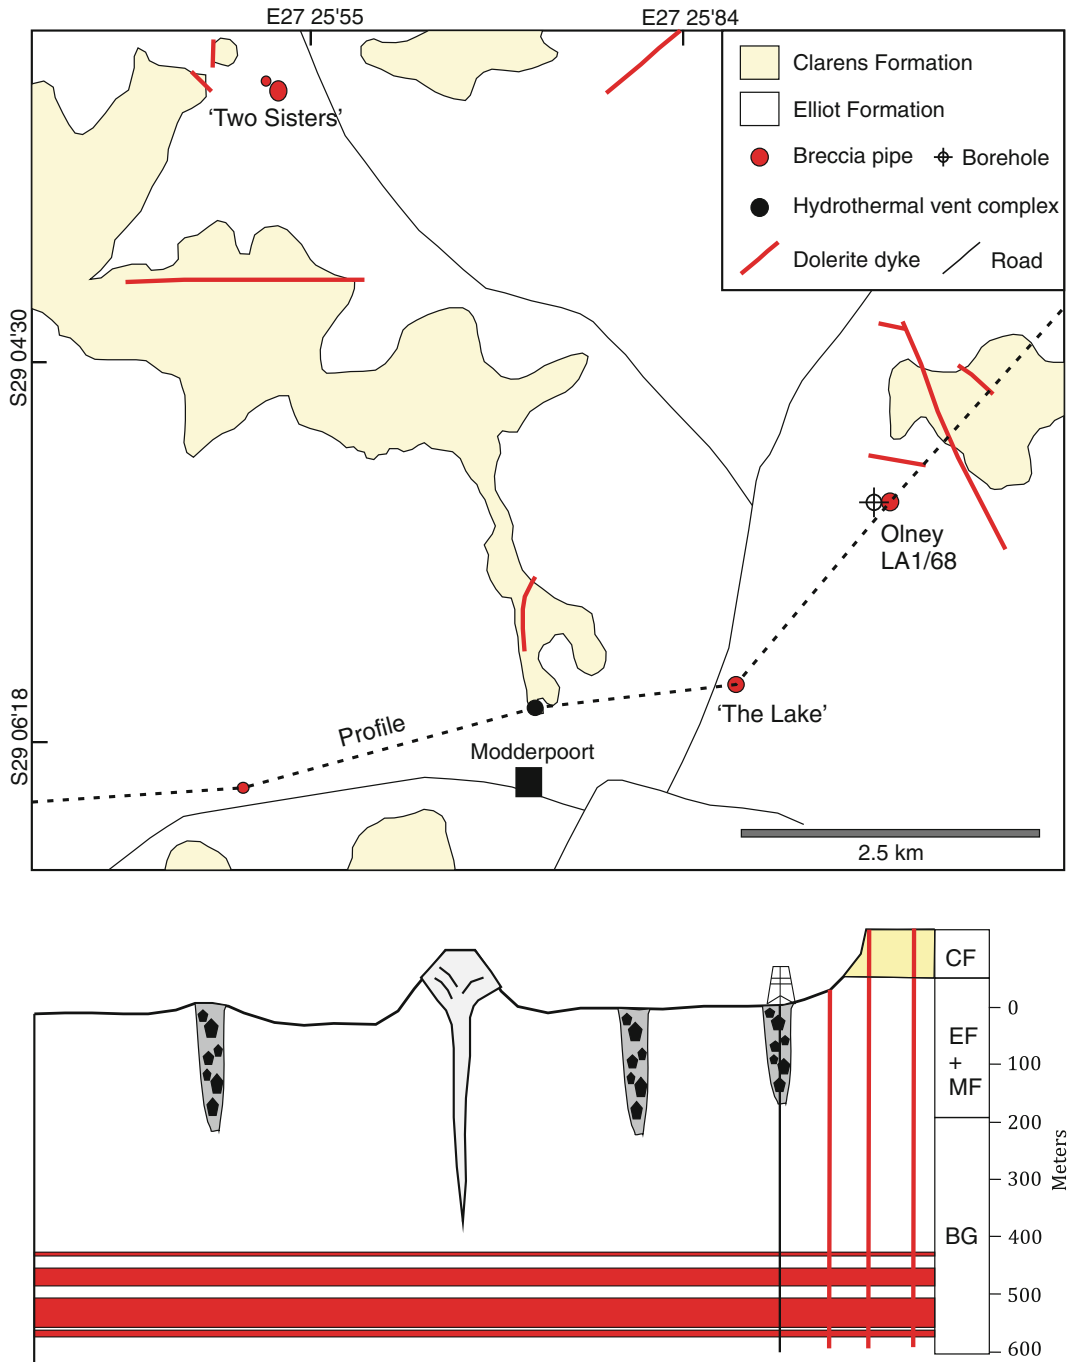 E27 25'55
E27 25'84
Clarens Formation
Elliot Formation
Breccia pipe
Borehole
Hydrothermal vent complex
Dolerite dyke
Road
'Two Sisters'
S29 04'30
Olney
LA1/68
'The Lake'
Profile
Modderpoort
S29 06'18
2.5 km
CF
EF
+
MF
BG
0
100
200
300
400
500
600
Meters